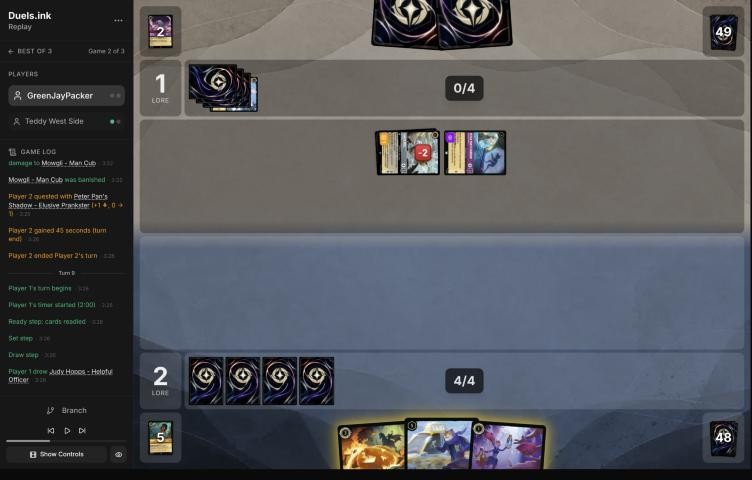 Duels.ink
Replay
← BEST OF 3
Game 2 of 3
PLAYERS
GreenJayPacker
Teddy West Side
GAME LOG
damage to Mowgli - Man Cub · 3:22
Mowgli - Man Cub was banished · 3:22
Player 2 quested with Peter Pan's
Shadow - Elusive Prankster (+1 ♦, 0 →
1) · 3:25
Player 2 gained 45 seconds (turn
end) · 3:26
Player 2 ended Player 2's turn · 3:26
Turn 9
Player 1's turn begins · 3:26
Player 1's timer started (2:00) · 3:26
Ready step: cards readied · 3:26
Set step · 3:26
Draw step · 3:26
Player 1 drew Judy Hopps - Helpful
Officer · 3:26
Branch
Show Controls
2
49
1
LORE
0/4
-2
2
LORE
4/4
5
48